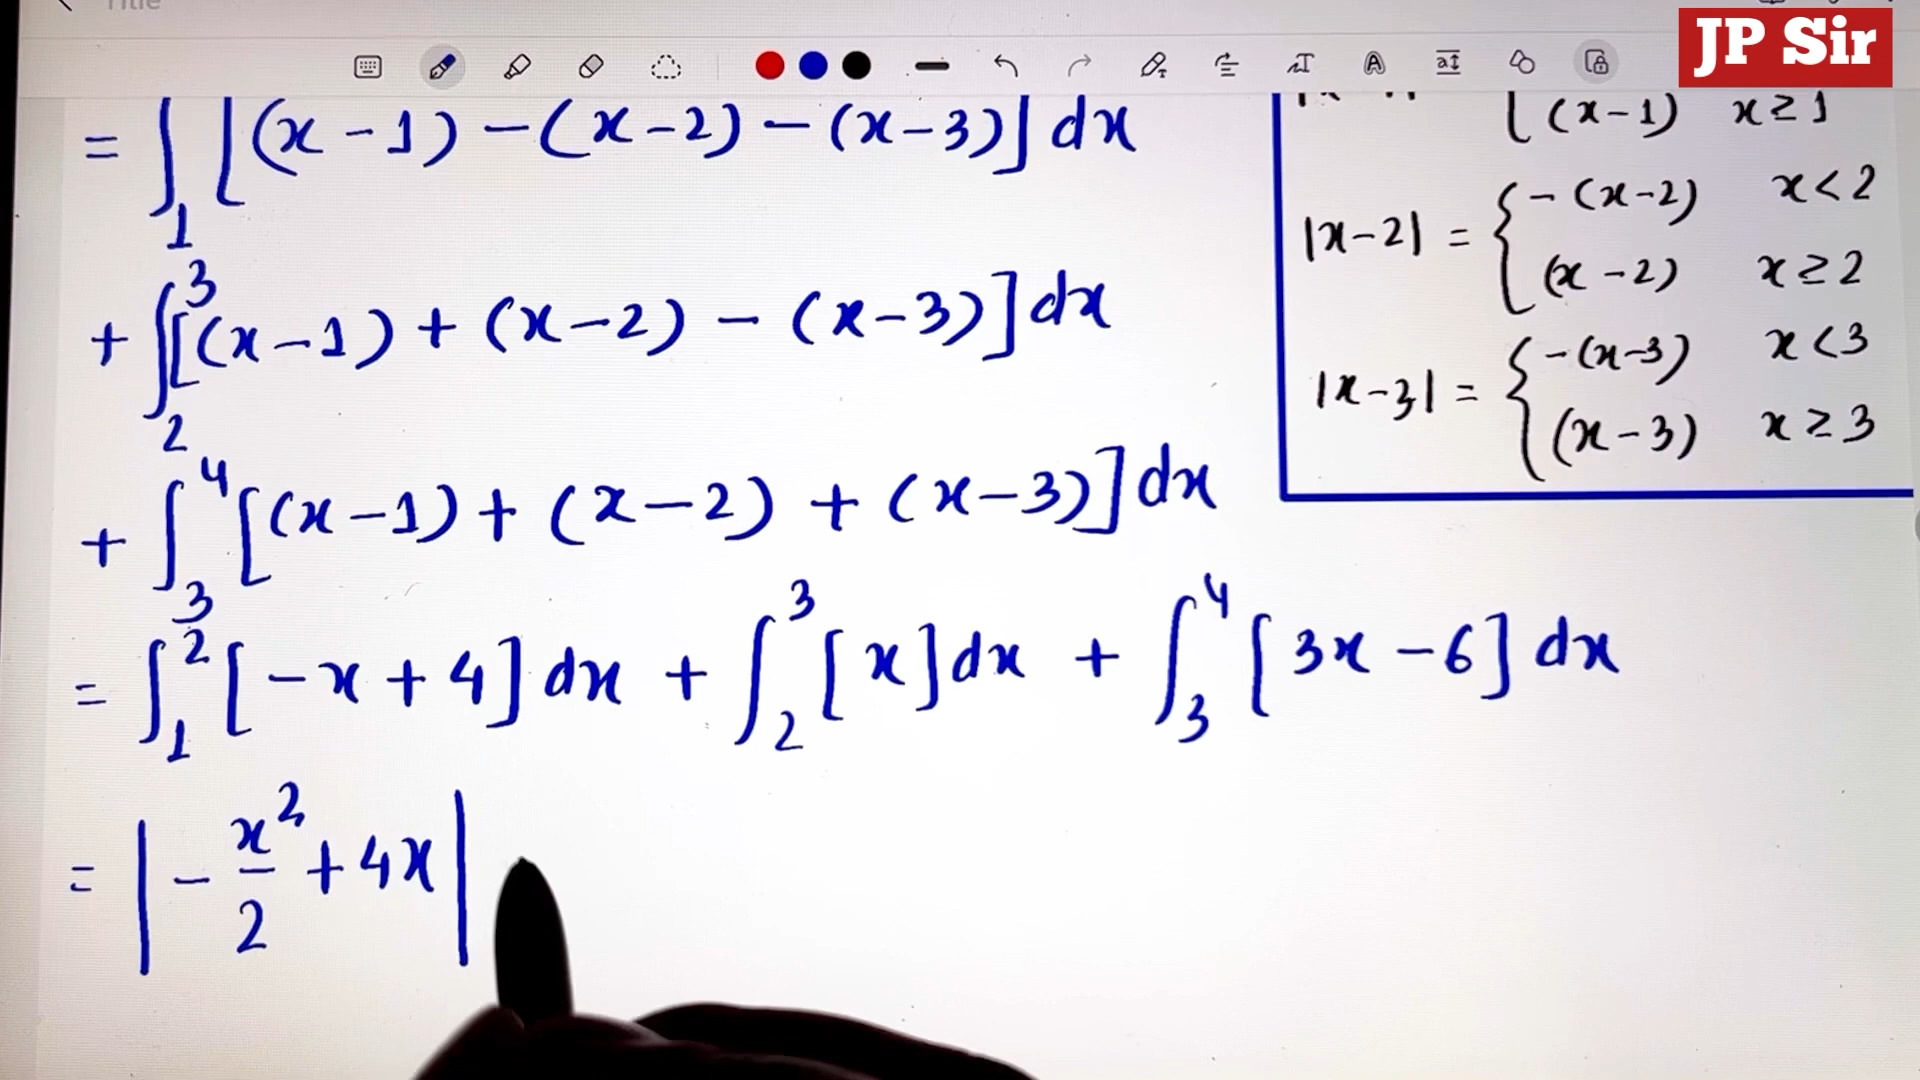 Title
JP Sir
= ∫₁ [(x-1) -(x-2) -(x-3)] dx
+ ∫₂³ [(x-1) + (x-2) - (x-3)] dx
+ ∫₃⁴ [(x-1) + (x-2) + (x-3)] dx
= ∫₁² [-x+4] dx + ∫₂³ [x] dx + ∫₃⁴ [3x-6] dx
= | - x²/2 + 4x |
(x-1) x≥1
|x-2| = { -(x-2) x<2
(x-2) x≥2
|x-3| = { -(x-3) x<3
(x-3) x≥3